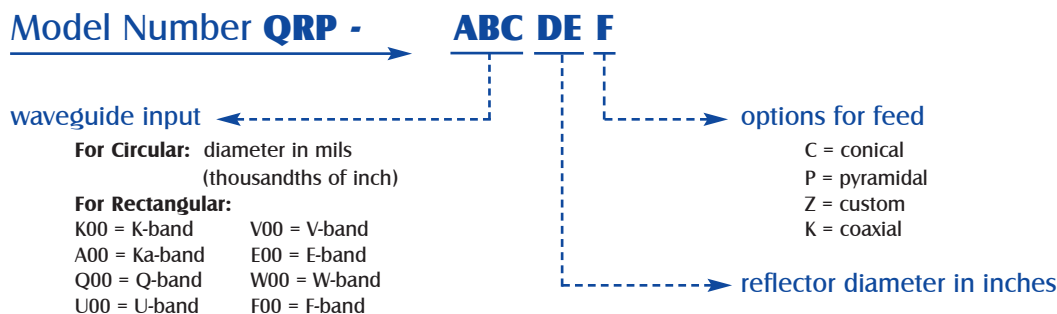 Model Number QRP - ABC DE F
waveguide input
options for feed
For Circular: diameter in mils
(thousandths of inch)
For Rectangular:
K00 = K-band V00 = V-band
A00 = Ka-band E00 = E-band
Q00 = Q-band W00 = W-band
U00 = U-band F00 = F-band
C = conical
P = pyramidal
Z = custom
K = coaxial
reflector diameter in inches